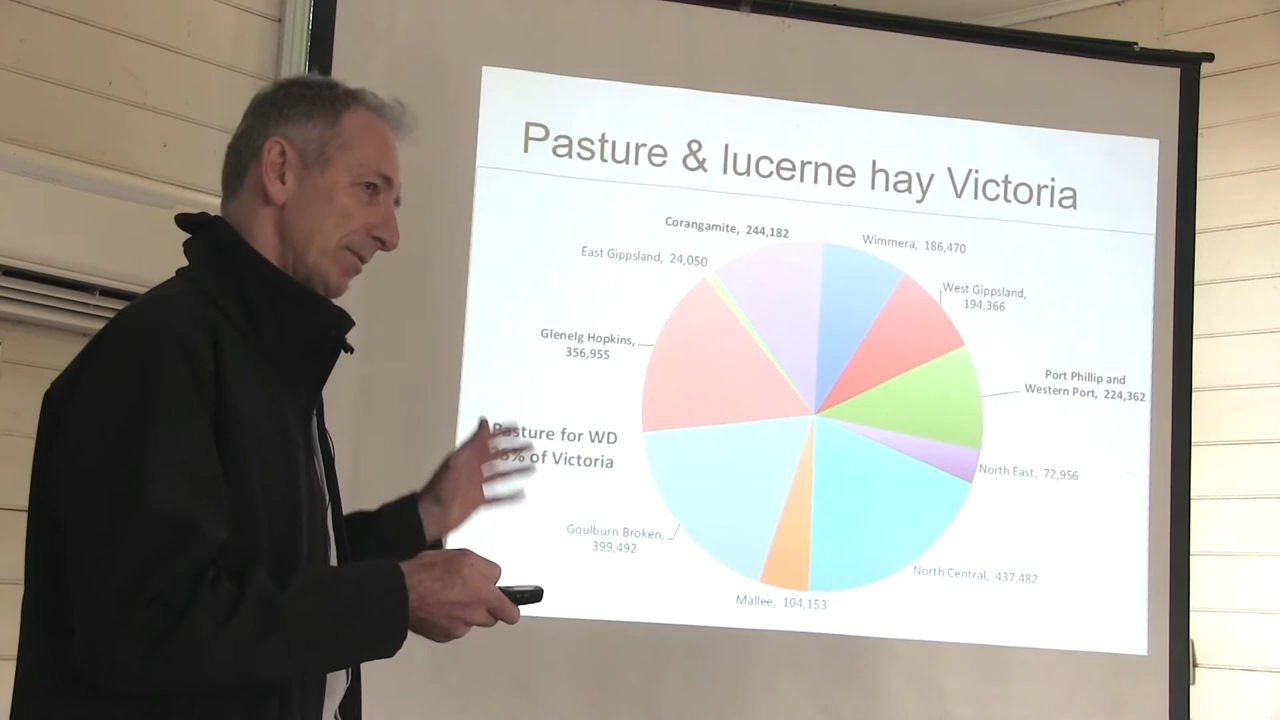 Pasture & lucerne hay Victoria
Corangamite, 244,182
Wimmera, 186,470
East Gippsland, 24,050
West Gippsland,
194,366
Glenelg Hopkins,
356,955
Port Phillip and
Western Port, 224,362
Pasture for WD
% of Victoria
North East, 72,956
Goulburn Broken,
399,492
North Central, 437,482
Mallee, 104,153